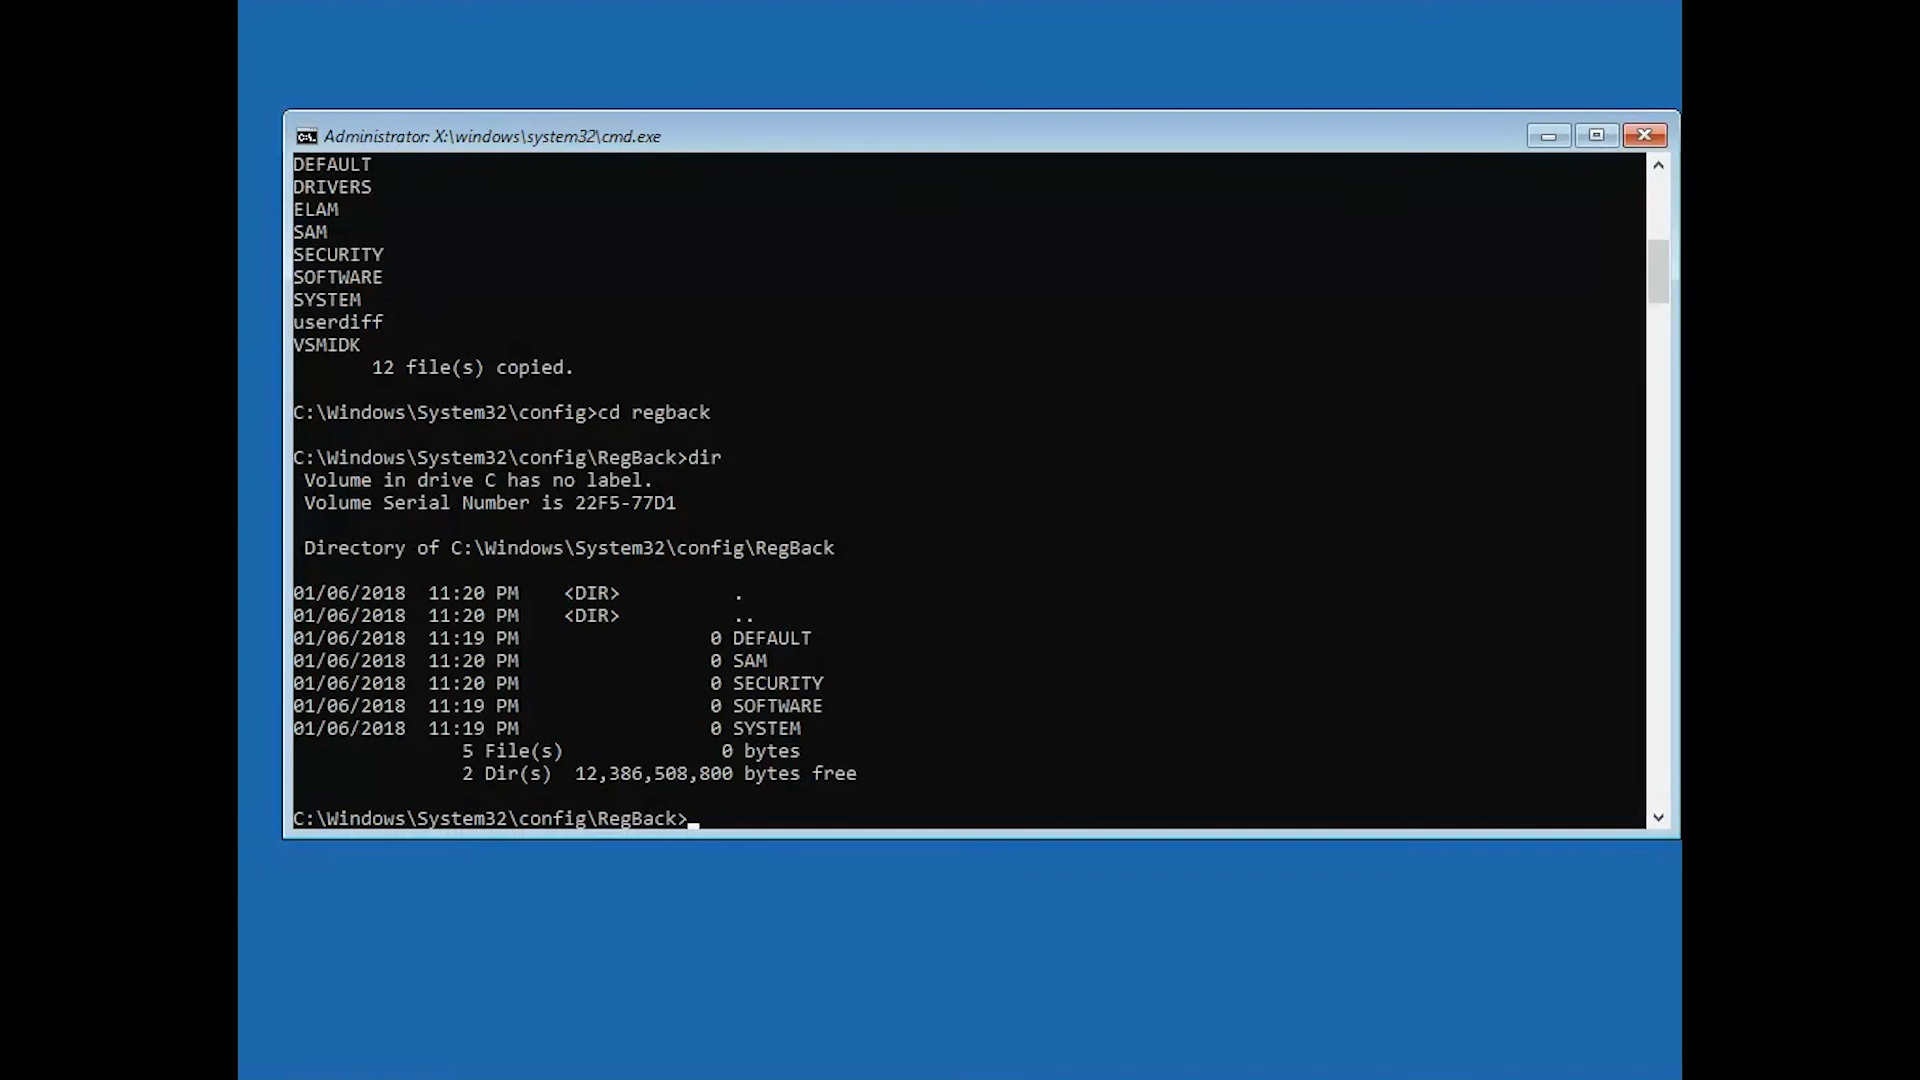 Administrator: X:\windows\system32\cmd.exe
DEFAULT
DRIVERS
ELAM
SAM
SECURITY
SOFTWARE
SYSTEM
userdiff
VSMIDK
12 file(s) copied.
C:\Windows\System32\config>cd regback
C:\Windows\System32\config\RegBack>dir
Volume in drive C has no label.
Volume Serial Number is 22F5-77D1
Directory of C:\Windows\System32\config\RegBack
01/06/2018 11:20 PM <DIR> .
01/06/2018 11:20 PM <DIR> ..
01/06/2018 11:19 PM 0 DEFAULT
01/06/2018 11:20 PM 0 SAM
01/06/2018 11:20 PM 0 SECURITY
01/06/2018 11:19 PM 0 SOFTWARE
01/06/2018 11:19 PM 0 SYSTEM
5 File(s) 0 bytes
2 Dir(s) 12,386,508,800 bytes free
C:\Windows\System32\config\RegBack>